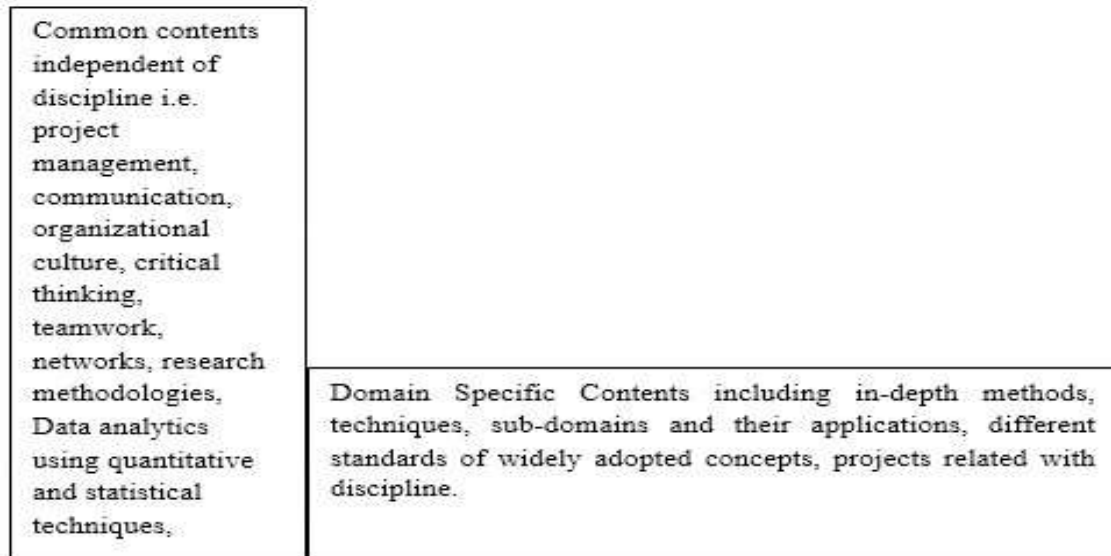 Common contents
independent of
discipline i.e.
project
management,
communication,
organizational
culture, critical
thinking,
teamwork,
networks, research
methodologies,
Data analytics
using quantitative
and statistical
techniques,
Domain Specific Contents including in-depth methods,
techniques, sub-domains and their applications, different
standards of widely adopted concepts, projects related with
discipline.